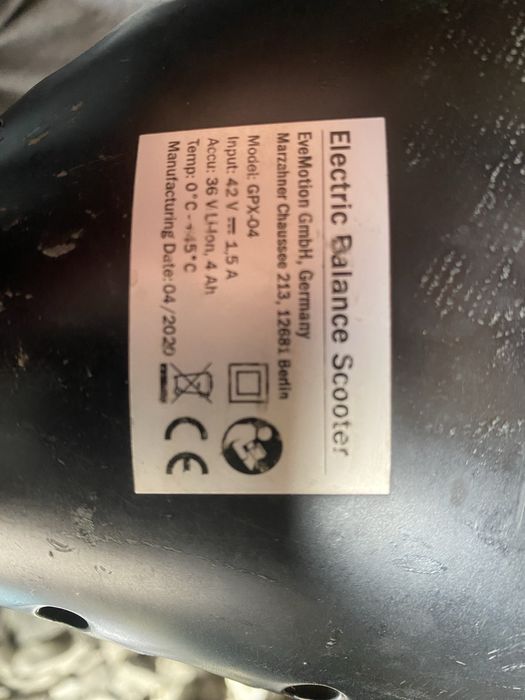 Electric Balance Scooter
EveMotion GmbH, Germany
Marzahner Chaussee 213, 12681 Berlin
Model: GPX-04
Input: 42 V ⎓ 1,5 A
Accu: 36 V Li-Ion, 4 Ah
Temp: 0°C - +45°C
Manufacturing Date: 04/2020
CE